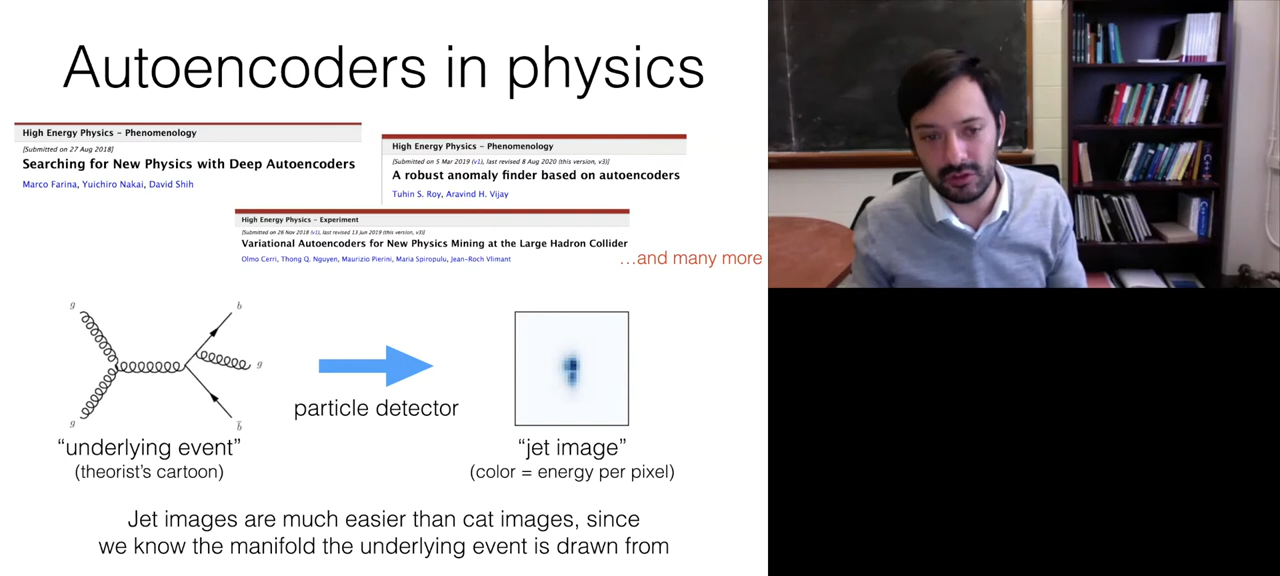 Autoencoders in physics
High Energy Physics – Phenomenology
[Submitted on 27 Aug 2018]
Searching for New Physics with Deep Autoencoders
Marco Farina, Yuichiro Nakai, David Shih
High Energy Physics – Phenomenology
[Submitted on 5 Mar 2019 (v1), last revised 8 Aug 2020 (this version, v3)]
A robust anomaly finder based on autoencoders
Tuhin S. Roy, Aravind H. Vijay
High Energy Physics – Experiment
[Submitted on 26 Nov 2018 (v1), last revised 13 Jun 2019 (this version, v3)]
Variational Autoencoders for New Physics Mining at the Large Hadron Collider
Olmo Cerri, Thong Q. Nguyen, Maurizio Pierini, Maria Spiropulu, Jean-Roch Vlimant
...and many more
g
b
g
g
b̅
particle detector
“underlying event”
(theorist’s cartoon)
“jet image”
(color = energy per pixel)
Jet images are much easier than cat images, since
we know the manifold the underlying event is drawn from
C++